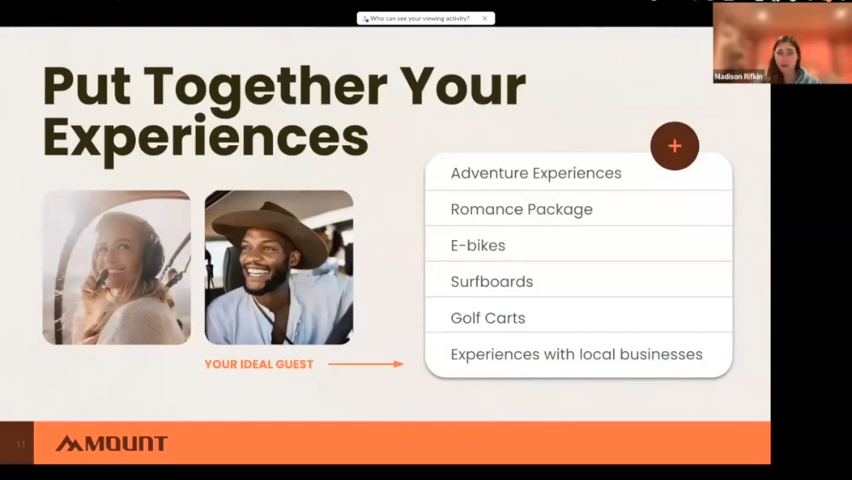 Who can see your viewing activity?
Madison Rifkin
Put Together Your
Experiences
+
Adventure Experiences
Romance Package
E-bikes
Surfboards
Golf Carts
Experiences with local businesses
YOUR IDEAL GUEST
11
MOUNT